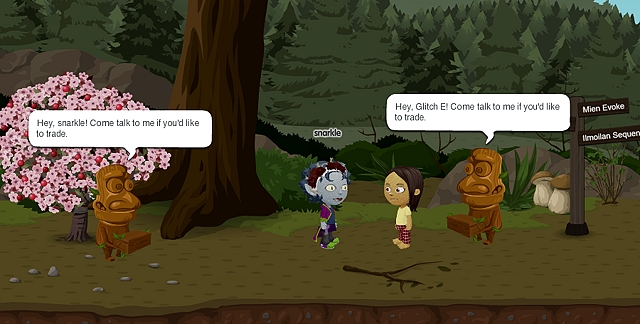 Hey, snarkle! Come talk to me if you'd like
to trade.
snarkle
Hey, Glitch E! Come talk to me if you'd like
to trade.
Mien Evoke
Ilmoilan Sequen